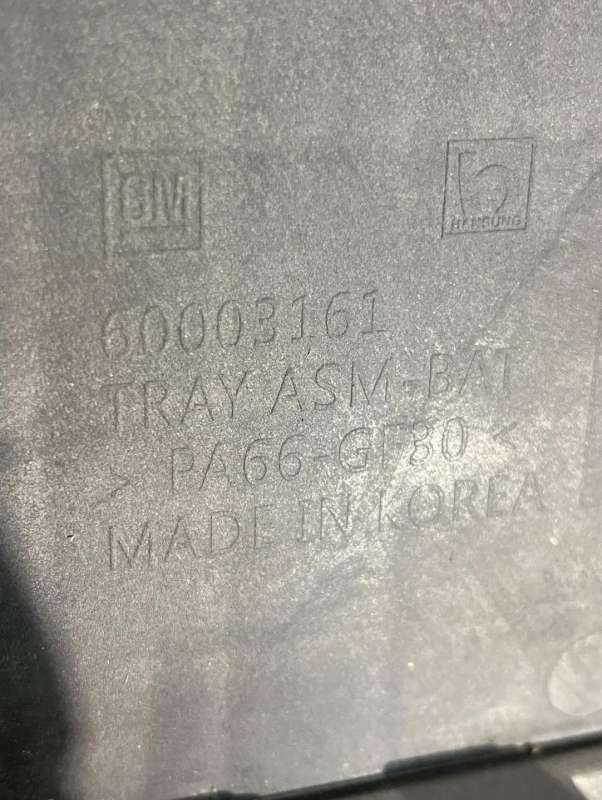 GM
HANSUNG
60003161
TRAY ASM-BAT
> PA66-GF30 <
MADE IN KOREA